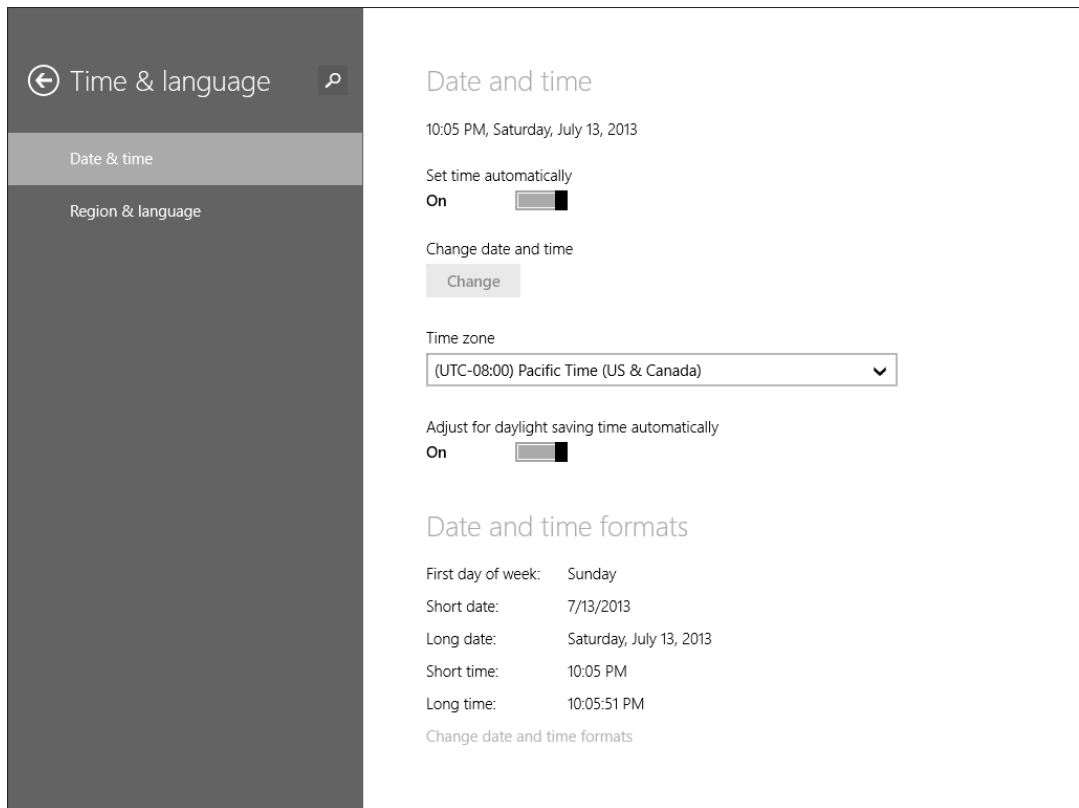 Time & language
Date & time
Region & language
Date and time
10:05 PM, Saturday, July 13, 2013
Set time automatically
On
Change date and time
Change
Time zone
(UTC-08:00) Pacific Time (US & Canada)
Adjust for daylight saving time automatically
On
Date and time formats
First day of week: Sunday
Short date: 7/13/2013
Long date: Saturday, July 13, 2013
Short time: 10:05 PM
Long time: 10:05:51 PM
Change date and time formats